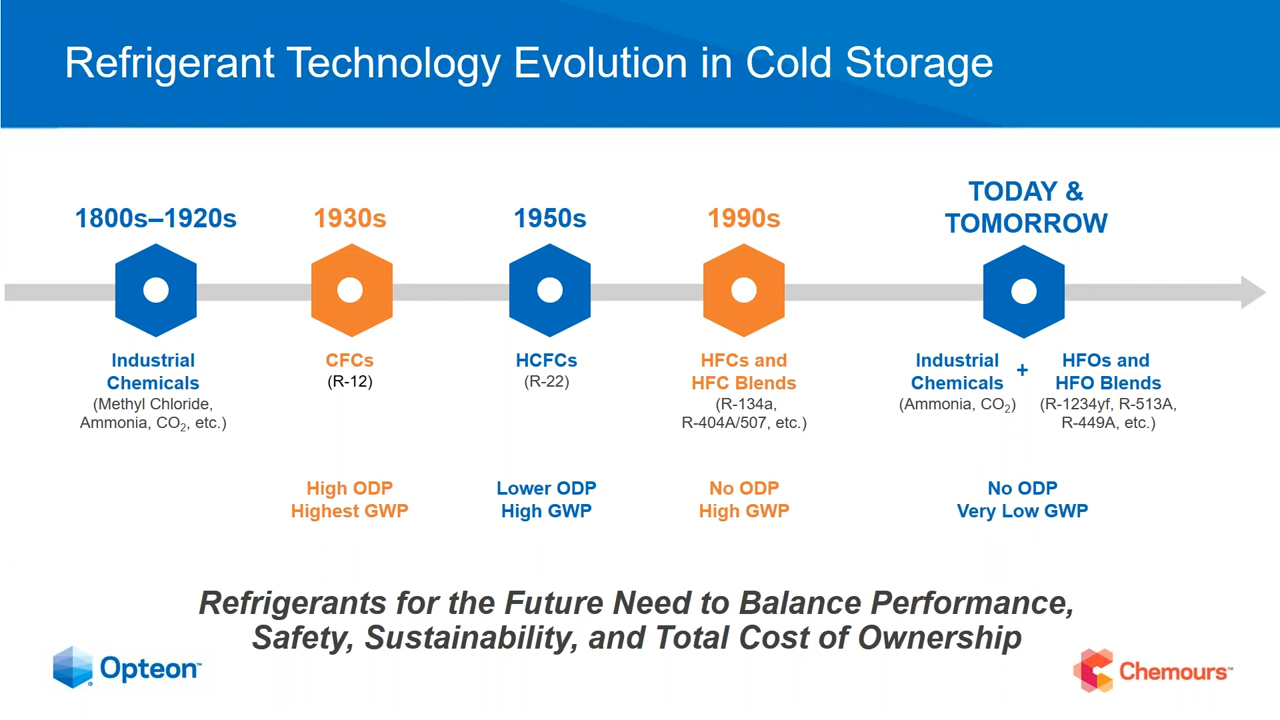 Refrigerant Technology Evolution in Cold Storage
1800s–1920s
Industrial
Chemicals
(Methyl Chloride,
Ammonia, CO₂, etc.)
1930s
CFCs
(R-12)
High ODP
Highest GWP
1950s
HCFCs
(R-22)
Lower ODP
High GWP
1990s
HFCs and
HFC Blends
(R-134a,
R-404A/507, etc.)
No ODP
High GWP
TODAY &
TOMORROW
Industrial
Chemicals
(Ammonia, CO₂)
+
HFOs and
HFO Blends
(R-1234yf, R-513A,
R-449A, etc.)
No ODP
Very Low GWP
Refrigerants for the Future Need to Balance Performance,
Safety, Sustainability, and Total Cost of Ownership
Opteon™
Chemours™